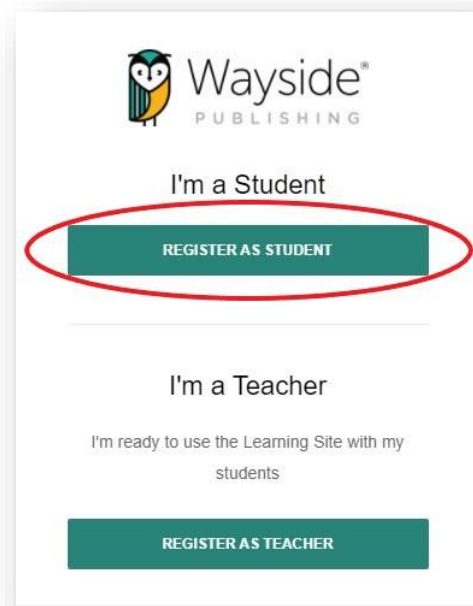 Wayside®
PUBLISHING
I'm a Student
REGISTER AS STUDENT
I'm a Teacher
I'm ready to use the Learning Site with my
students
REGISTER AS TEACHER